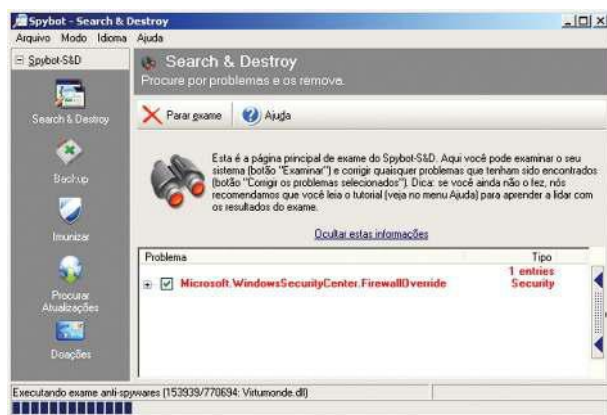 Spybot - Search & Destroy
Arquivo Modo Idioma Ajuda
Spybot-S&D
Search & Destroy
Backup
Imunizar
Procurar
Atualizações
Doações
Search & Destroy
Procure por problemas e os remova.
Parar exame Ajuda
Esta é a página principal de exame do Spybot-S&D. Aqui você pode examinar o seu
sistema (botão "Examinar") e corrigir quaisquer problemas que tenham sido encontrados
(botão "Corrigir os problemas selecionados"). Dica: se você ainda não o fez, nós
recomendamos que você leia o tutorial (veja no menu Ajuda) para aprender a lidar com
os resultados do exame.
Ocultar estas informações
Problema Tipo
Microsoft.WindowsSecurityCenter.FirewallOverride 1 entries
Security
Executando exame anti-spywares (153939/770694: Virtumonde.dll)